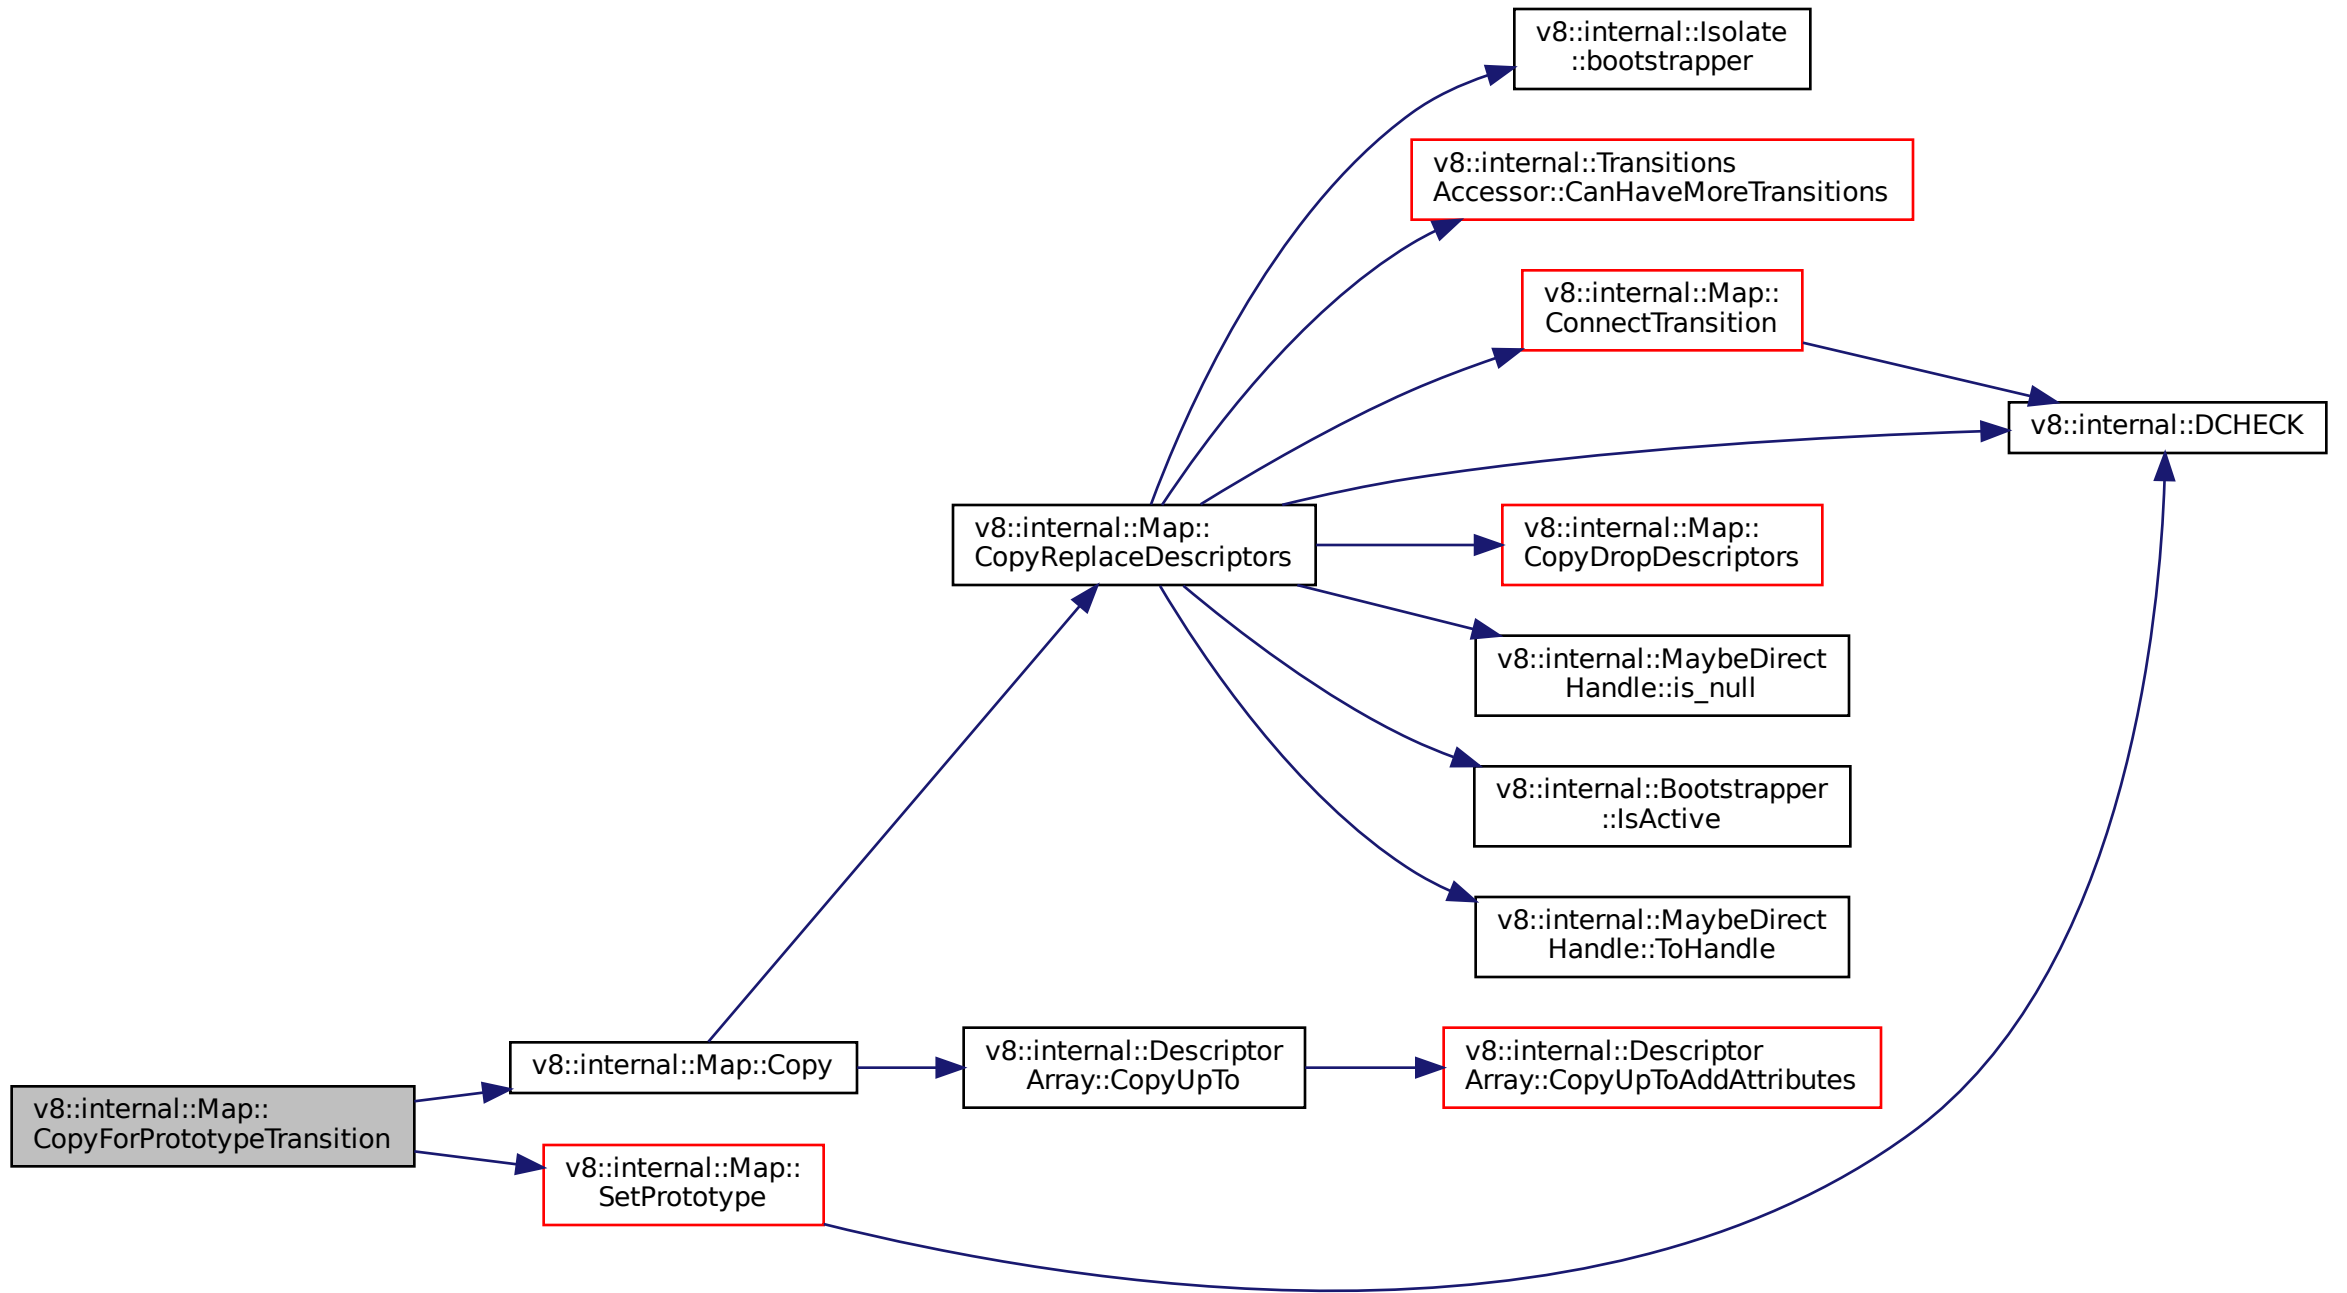 v8::internal::Isolate
::bootstrapper
v8::internal::Transitions
Accessor::CanHaveMoreTransitions
v8::internal::Map::
ConnectTransition
v8::internal::DCHECK
v8::internal::Map::
CopyReplaceDescriptors
v8::internal::Map::
CopyDropDescriptors
v8::internal::MaybeDirect
Handle::is_null
v8::internal::Bootstrapper
::IsActive
v8::internal::MaybeDirect
Handle::ToHandle
v8::internal::Map::Copy
v8::internal::Descriptor
Array::CopyUpTo
v8::internal::Descriptor
Array::CopyUpToAddAttributes
v8::internal::Map::
CopyForPrototypeTransition
v8::internal::Map::
SetPrototype